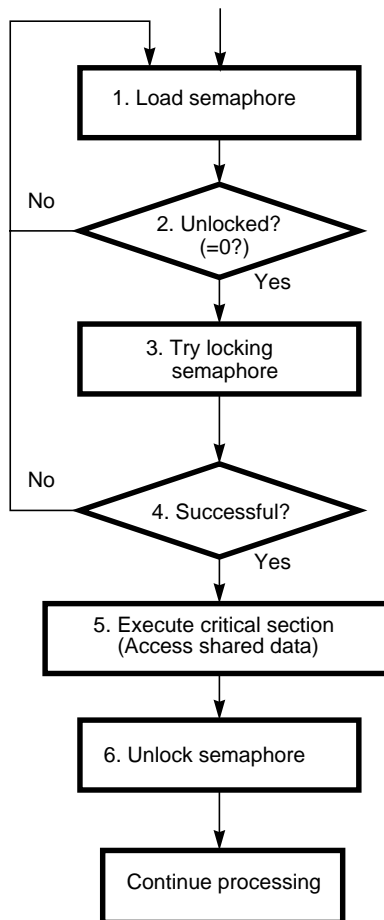 1. Load semaphore
No
2. Unlocked?
(=0?)
Yes
3. Try locking
semaphore
No
4. Successful?
Yes
5. Execute critical section
(Access shared data)
6. Unlock semaphore
Continue processing